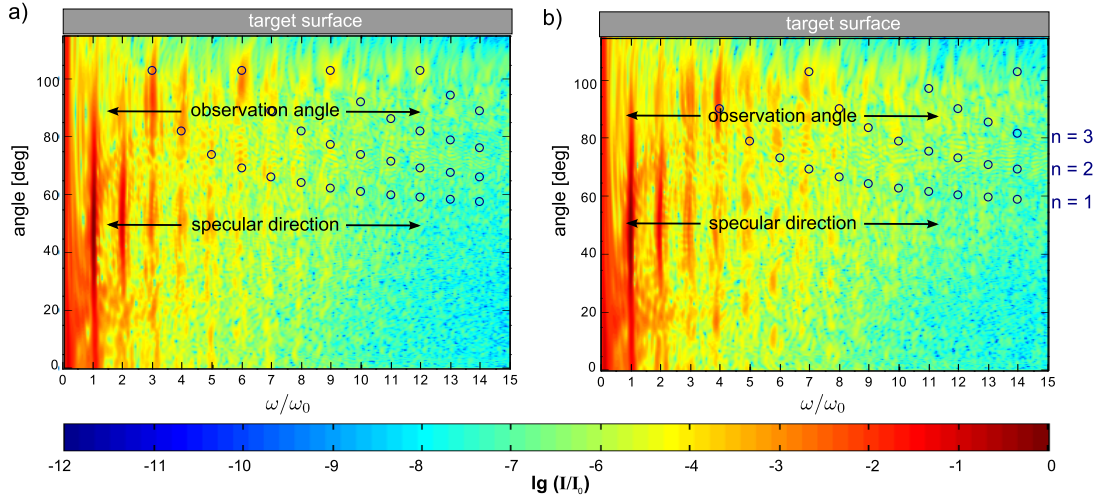 a)
target surface
angle [deg]
100
80
60
40
20
0
observation angle
specular direction
0 1 2 3 4 5 6 7 8 9 10 11 12 13 14 15
ω/ω₀
b)
target surface
angle [deg]
100
80
60
40
20
0
observation angle
specular direction
n = 3
n = 2
n = 1
0 1 2 3 4 5 6 7 8 9 10 11 12 13 14 15
ω/ω₀
-12 -11 -10 -9 -8 -7 -6 -5 -4 -3 -2 -1 0
lg (I/I₀)